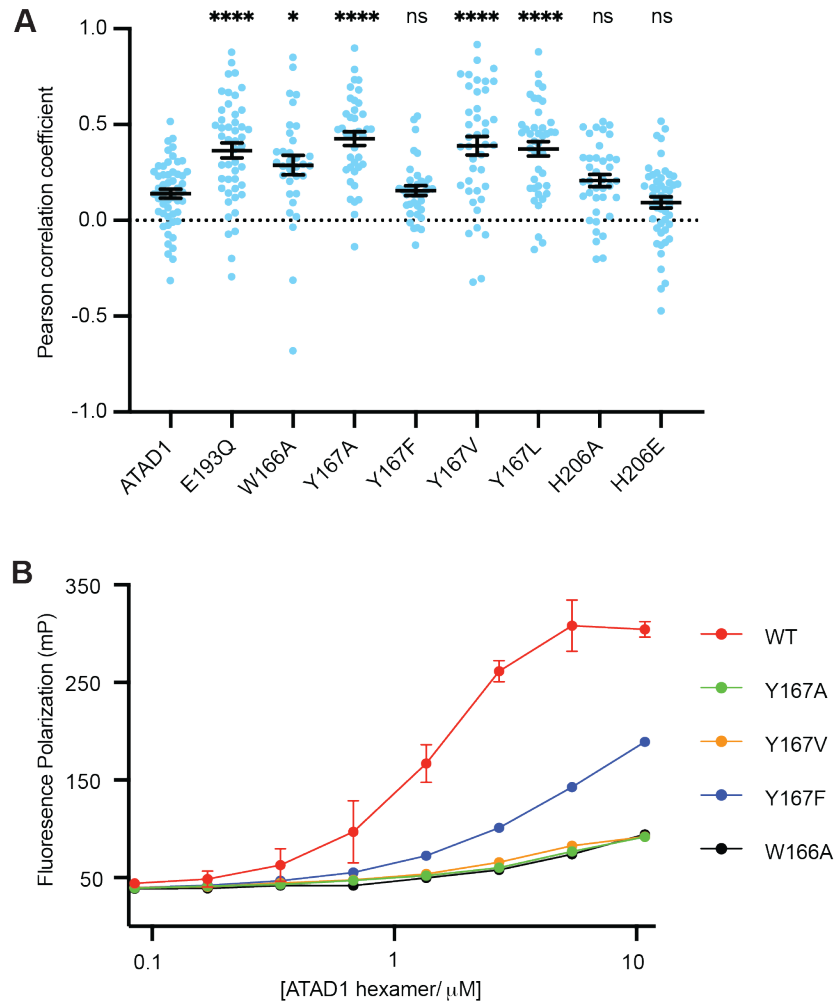 A
**** * **** ns **** **** ns ns
1.0
0.5
0.0
-0.5
-1.0
Pearson correlation coefficient
ATAD1 E193Q W166A Y167A Y167F Y167V Y167L H206A H206E
B
350
250
150
50
Fluoresence Polarization (mP)
0.1 1 10
[ATAD1 hexamer/ μM]
WT
Y167A
Y167V
Y167F
W166A